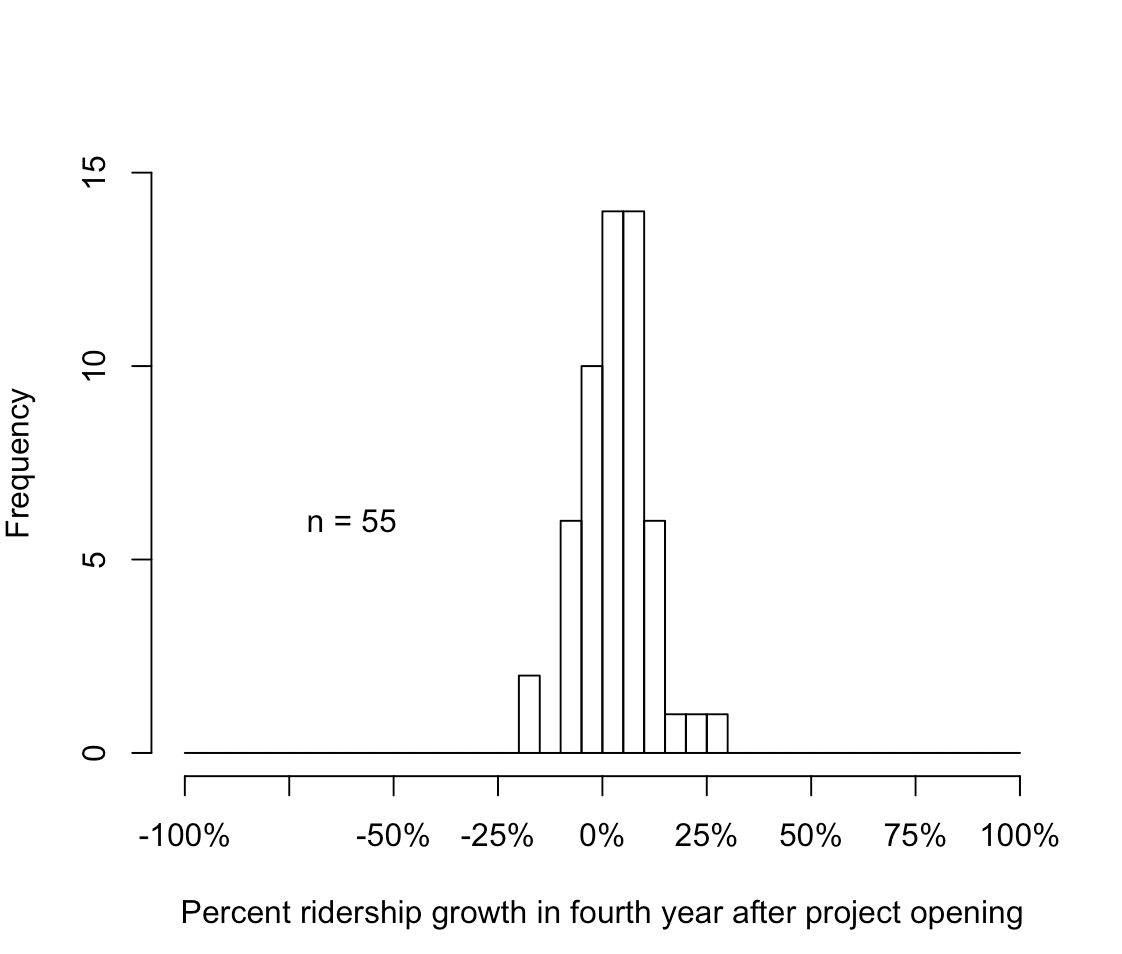 15
10
5
0
Frequency
n = 55
-100% -50% -25% 0% 25% 50% 75% 100%
Percent ridership growth in fourth year after project opening